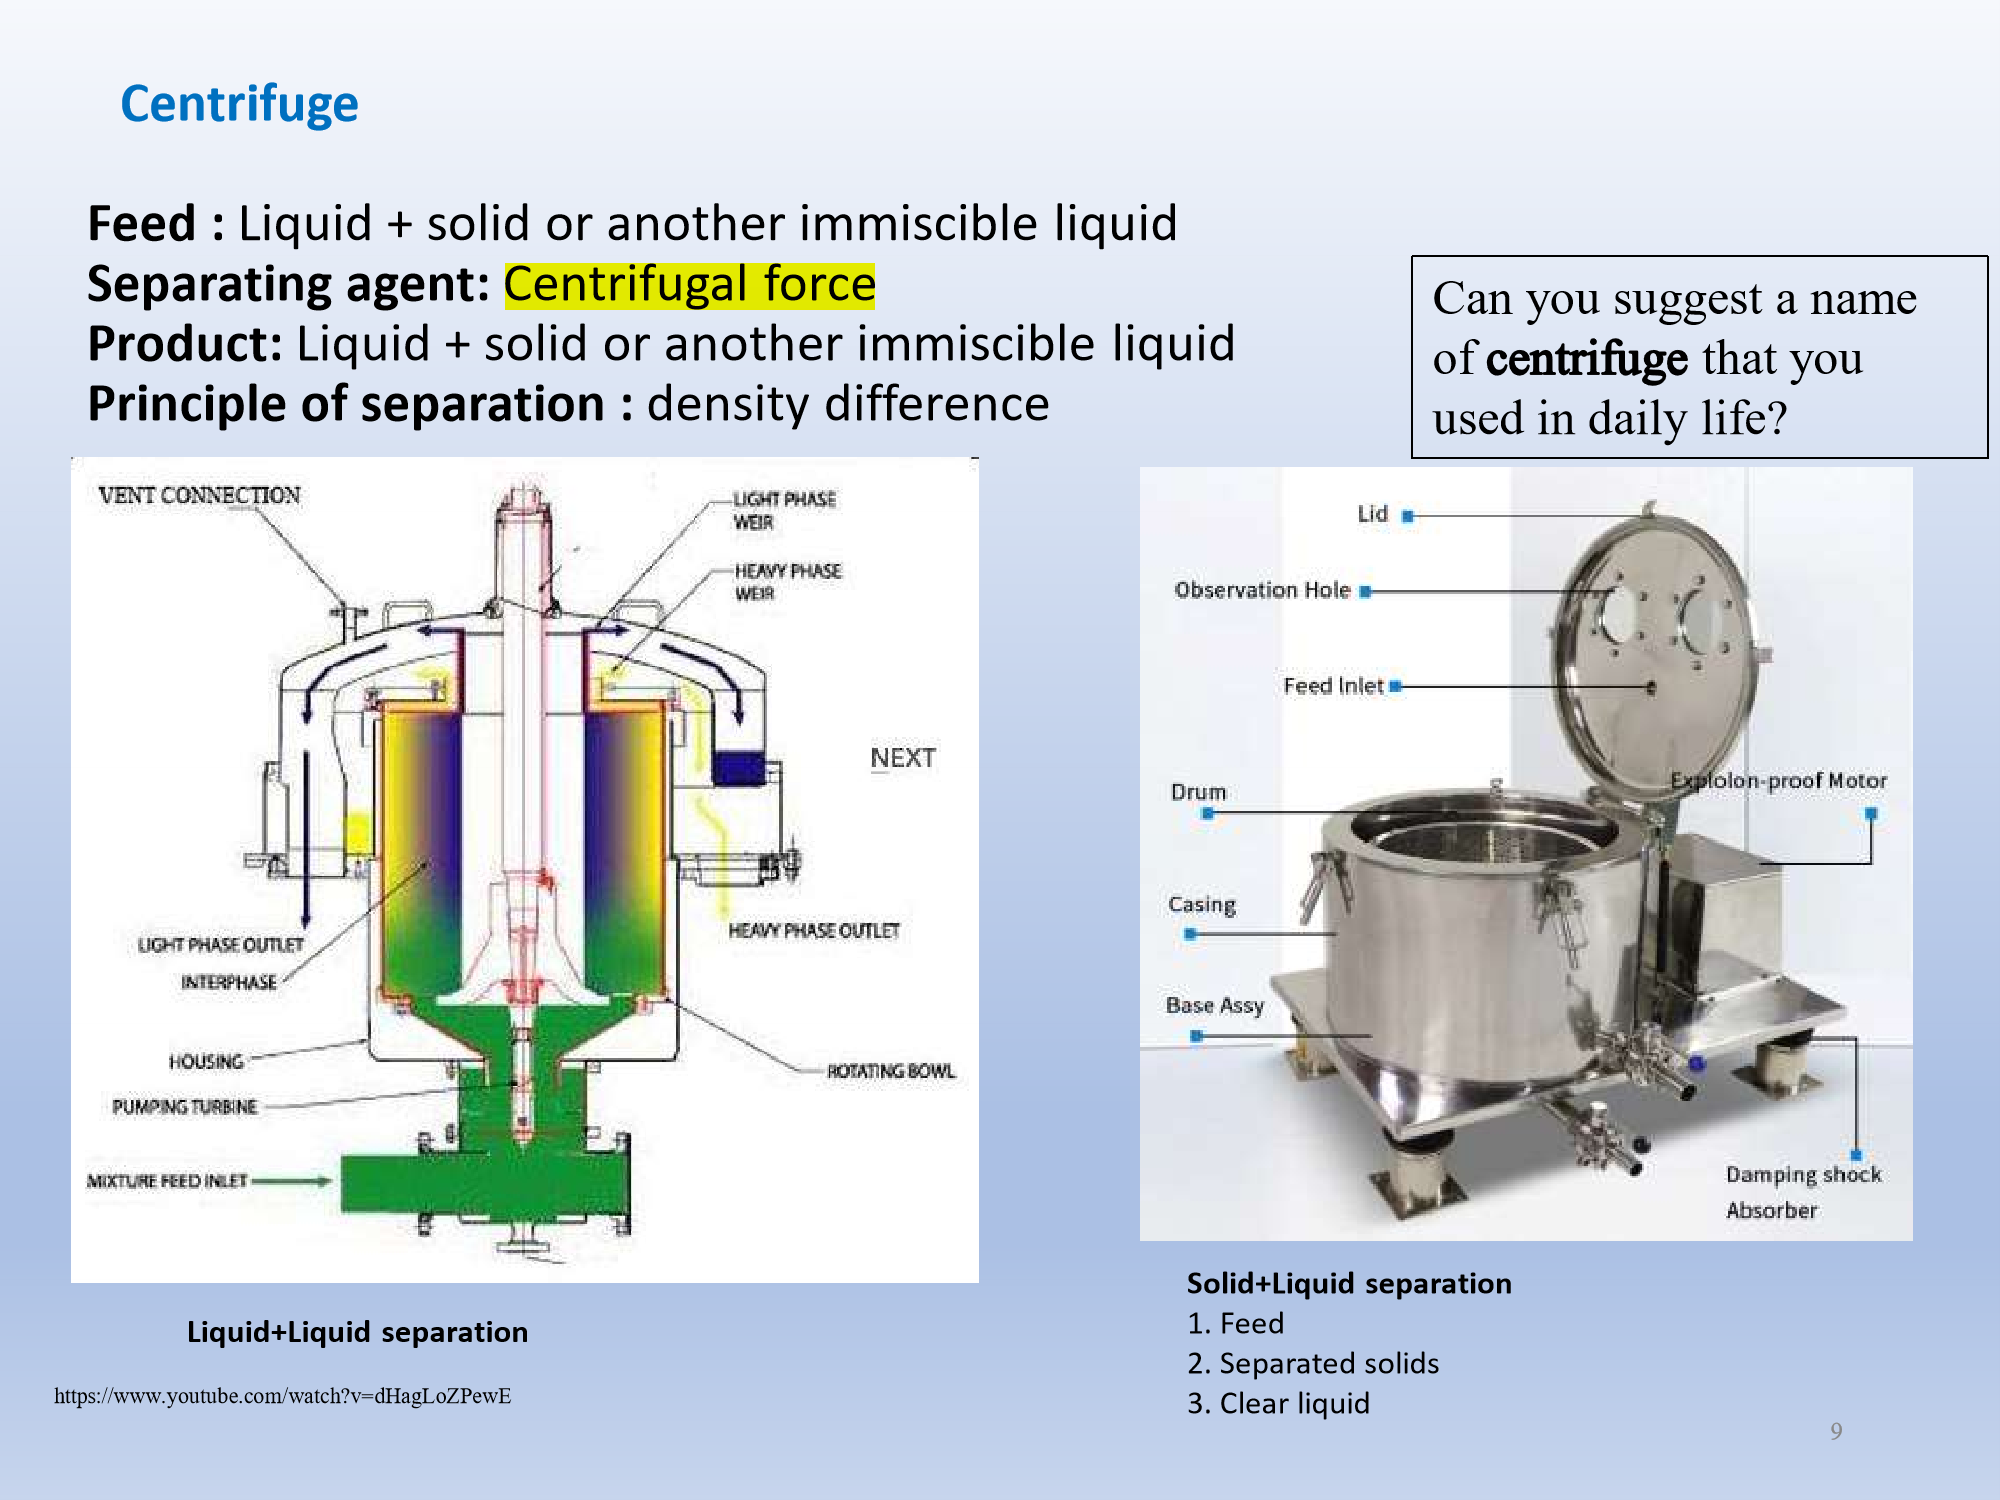 Centrifuge
Feed : Liquid + solid or another immiscible liquid
Separating agent: Centrifugal force
Product: Liquid + solid or another immiscible liquid
Principle of separation : density difference
Can you suggest a name
of centrifuge that you
used in daily life?
VENT CONNECTION
LIGHT PHASE
WEIR
HEAVY PHASE
WEIR
NEXT
LIGHT PHASE OUTLET
INTERPHASE
HEAVY PHASE OUTLET
HOUSING
ROTATING BOWL
PUMPING TURBINE
MIXTURE FEED INLET
Lid
Observation Hole
Feed Inlet
Drum
Explolon-proof Motor
Casing
Base Assy
Damping shock
Absorber
Liquid+Liquid separation
https://www.youtube.com/watch?v=dHagLoZPewE
Solid+Liquid separation
1. Feed
2. Separated solids
3. Clear liquid
9